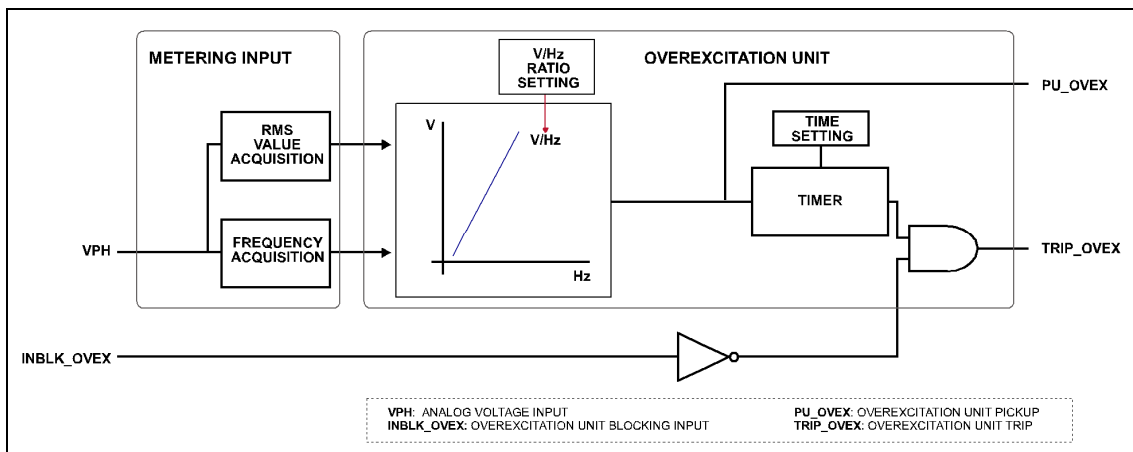 METERING INPUT
V/Hz
RATIO
SETTING
OVEREXCITATION UNIT
PU_OVEX
RMS
VALUE
ACQUISITION
V
V/Hz
TIME
SETTING
TIMER
VPH
FREQUENCY
ACQUISITION
TRIP_OVEX
Hz
INBLK_OVEX
VPH: ANALOG VOLTAGE INPUT
INBLK_OVEX: OVEREXCITATION UNIT BLOCKING INPUT
PU_OVEX: OVEREXCITATION UNIT PICKUP
TRIP_OVEX: OVEREXCITATION UNIT TRIP